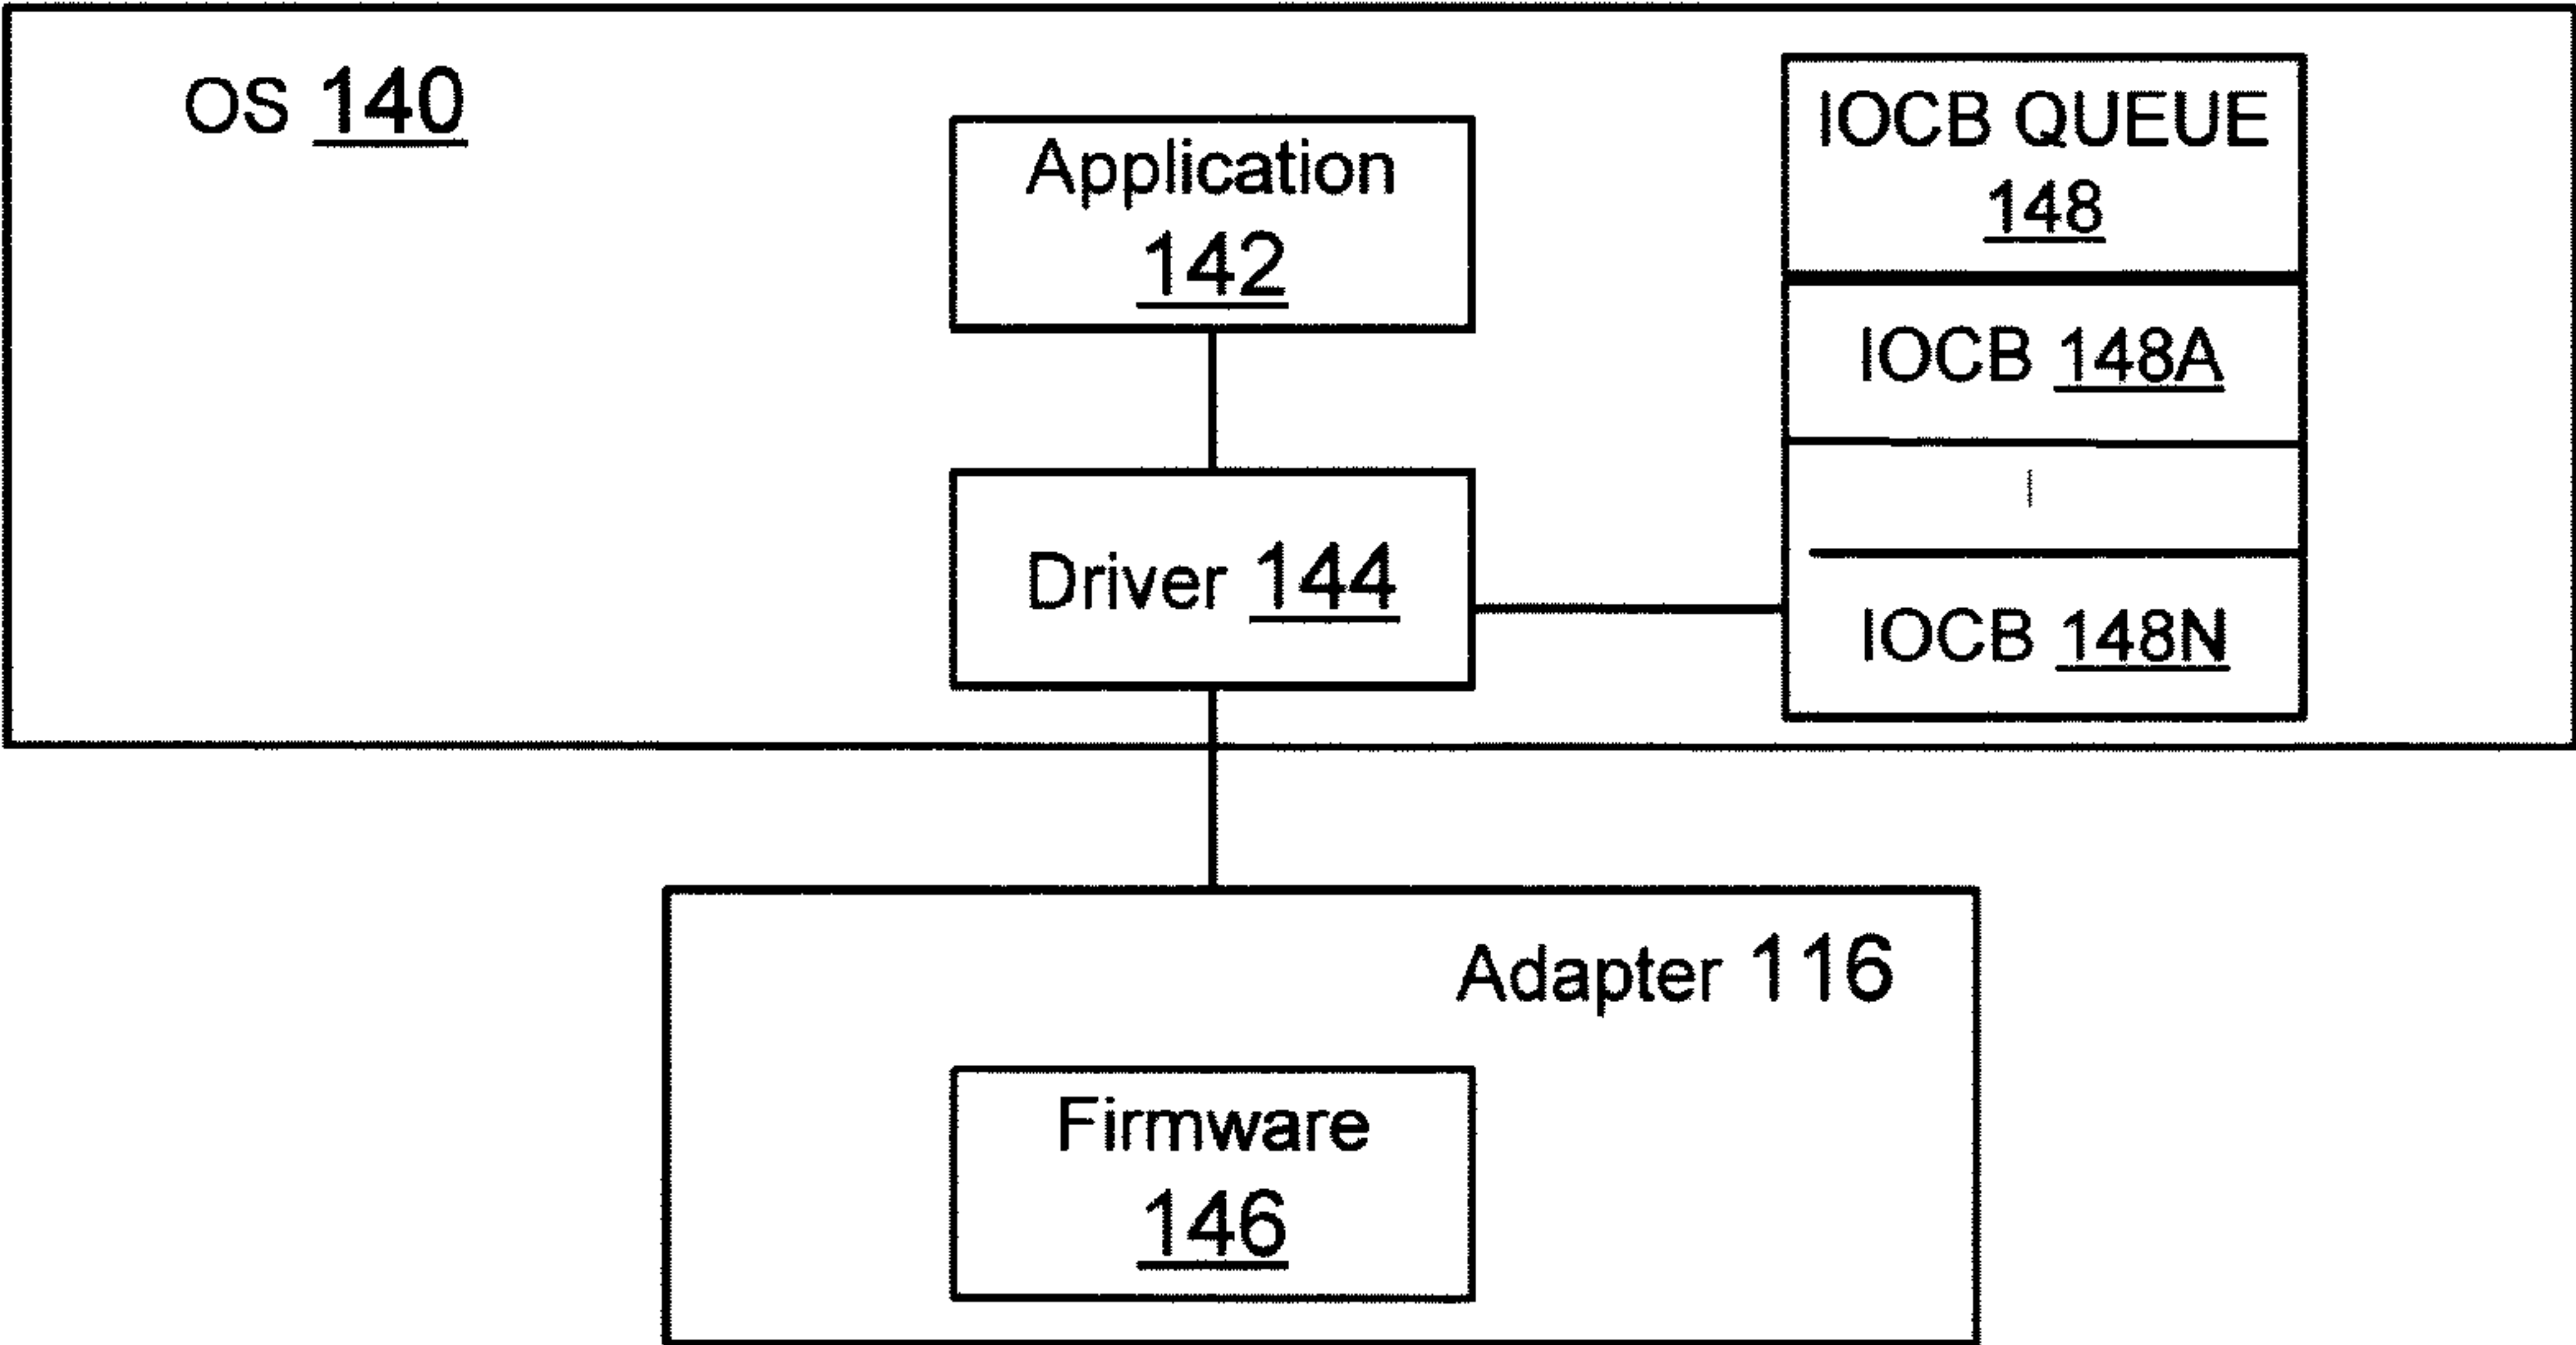 OS 140
Application
142
IOCB QUEUE
148
IOCB 148A
Driver 144
IOCB 148N
Adapter 116
Firmware
146